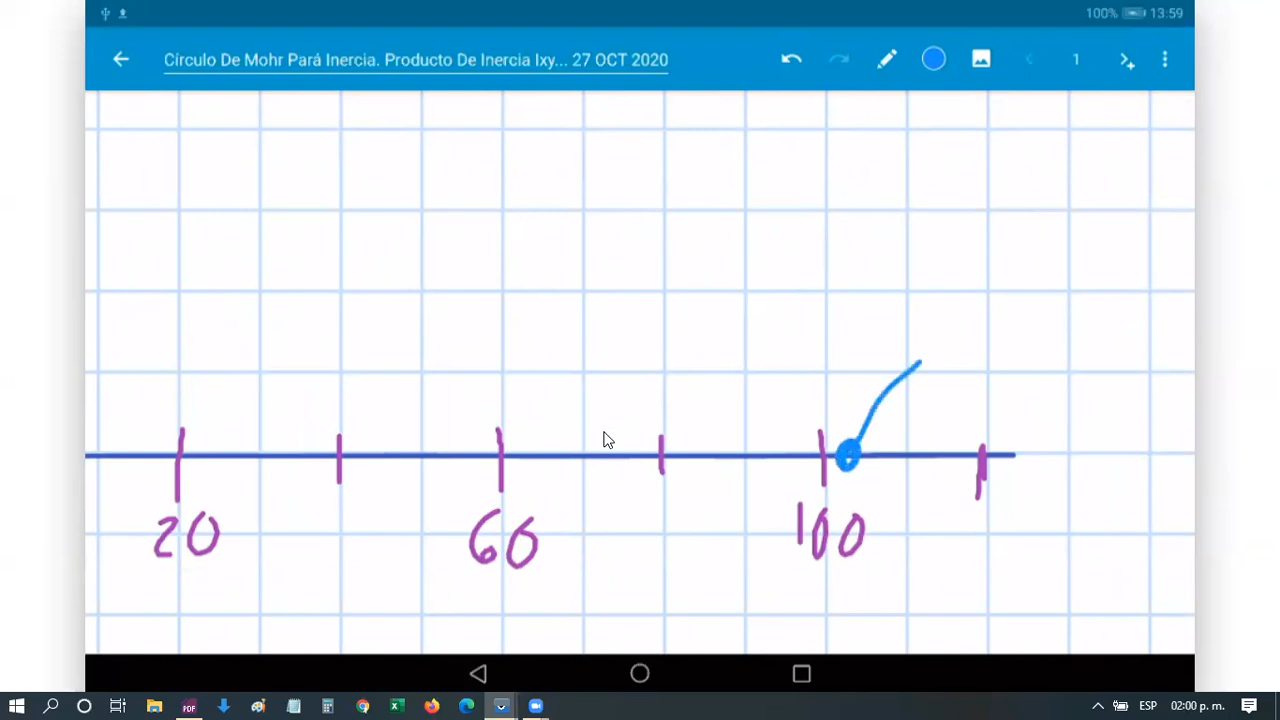 100% 13:59
Círculo De Mohr Pará Inercia. Producto De Inercia Ixy... 27 OCT 2020 1
20 60 100
PDF ESP 02:00 p. m.